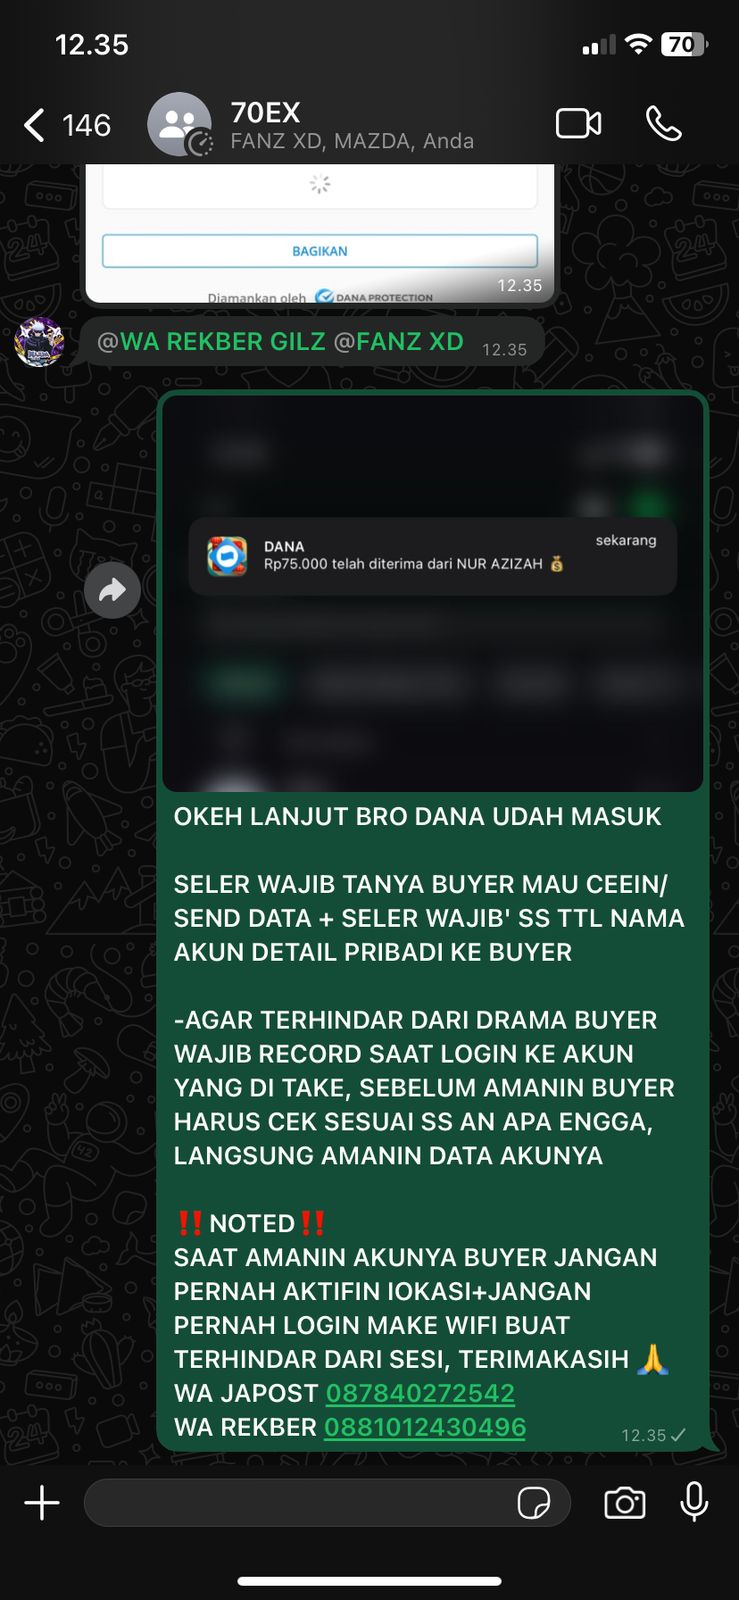 12.35
70
146
70EX
FANZ XD, MAZDA, Anda
BAGIKAN
Diamankan oleh DANA PROTECTION
12.35
@WA REKBER GILZ @FANZ XD
12.35
DANA
sekarang
Rp75.000 telah diterima dari NUR AZIZAH 💰
OKEH LANJUT BRO DANA UDAH MASUK
SELER WAJIB TANYA BUYER MAU CEEIN/
SEND DATA + SELER WAJIB' SS TTL NAMA
AKUN DETAIL PRIBADI KE BUYER
-AGAR TERHINDAR DARI DRAMA BUYER
WAJIB RECORD SAAT LOGIN KE AKUN
YANG DI TAKE, SEBELUM AMANIN BUYER
HARUS CEK SESUAI SS AN APA ENGGA,
LANGSUNG AMANIN DATA AKUNYA
‼️NOTED‼️
SAAT AMANIN AKUNYA BUYER JANGAN
PERNAH AKTIFIN lOKASI+JANGAN
PERNAH LOGIN MAKE WIFI BUAT
TERHINDAR DARI SESI, TERIMAKASIH 🙏
WA JAPOST 087840272542
WA REKBER 0881012430496
12.35